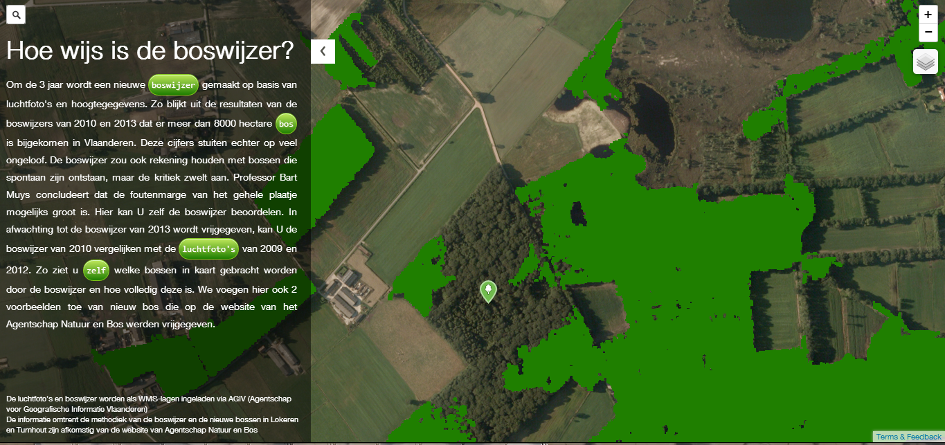 Hoe wijs is de boswijzer?
Om de 3 jaar wordt een nieuwe boswijzer gemaakt op basis van
luchtfoto's en hoogtegegevens. Zo blijkt uit de resultaten van de
boswijzers van 2010 en 2013 dat er meer dan 8000 hectare bos
is bijgekomen in Vlaanderen. Deze cijfers stuiten echter op veel
ongeloof. De boswijzer zou ook rekening houden met bossen die
spontaan zijn ontstaan, maar de kritiek zwelt aan. Professor Bart
Muys concludeert dat de foutenmarge van het gehele plaatje
mogelijks groot is. Hier kan U zelf de boswijzer beoordelen. In
afwachting tot de boswijzer van 2013 wordt vrijgegeven, kan U de
boswijzer van 2010 vergelijken met de luchtfoto's van 2009 en
2012. Zo ziet u zelf welke bossen in kaart gebracht worden
door de boswijzer en hoe volledig deze is. We voegen hier ook 2
voorbeelden toe van nieuw bos die op de website van het
Agentschap Natuur en Bos werden vrijgegeven.
De luchtfoto's en boswijzer worden als WMS-lagen ingeladen via AGIV (Agentschap
voor Geografische Informatie Vlaanderen)
De informatie omtrent de methodiek van de boswijzer en de nieuwe bossen in Lokeren
en Turnhout zijn afkomstig van de website van Agentschap Natuur en Bos
+
-
Terms & Feedback